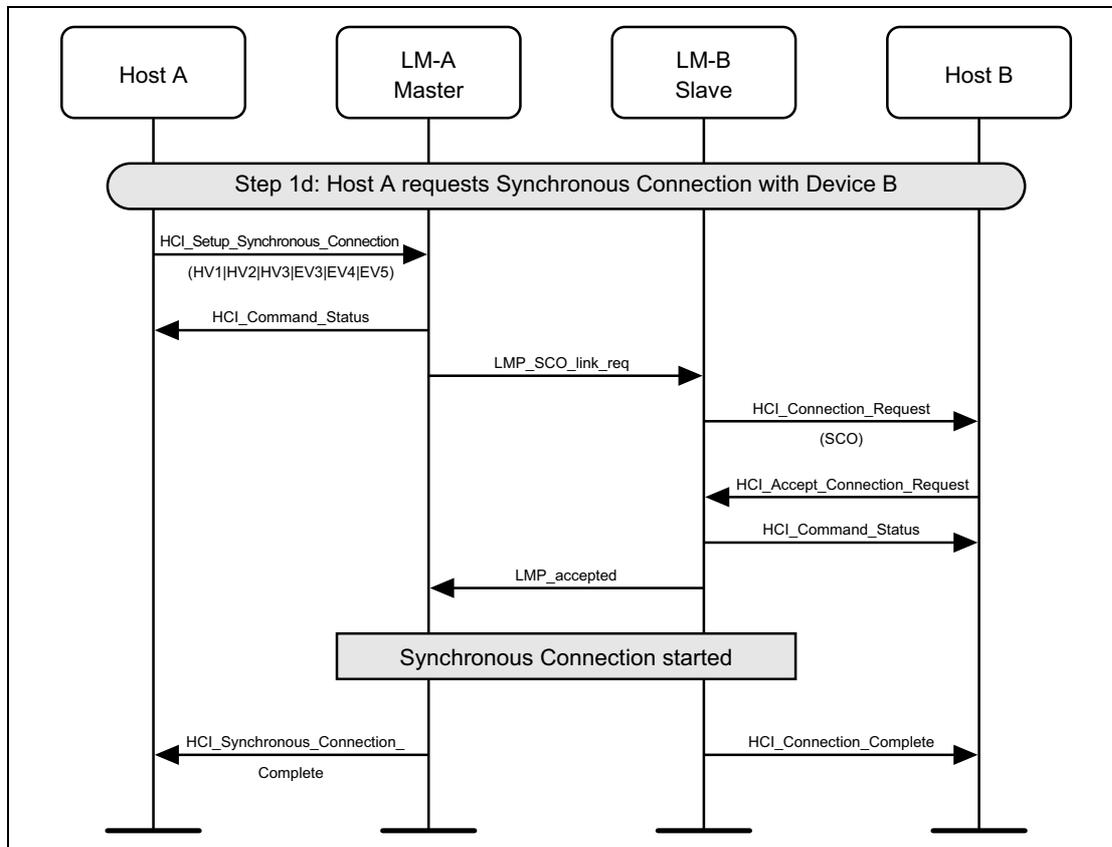 Host A
LM-A
Master
LM-B
Slave
Host B
Step 1d: Host A requests Synchronous Connection with Device B
HCI_Setup_Synchronous_Connection
(HV1|HV2|HV3|EV3|EV4|EV5)
HCI_Command_Status
LMP_SCO_link_req
HCI_Connection_Request
(SCO)
HCI_Accept_Connection_Request
HCI_Command_Status
LMP_accepted
Synchronous Connection started
HCI_Synchronous_Connection_
Complete
HCI_Connection_Complete